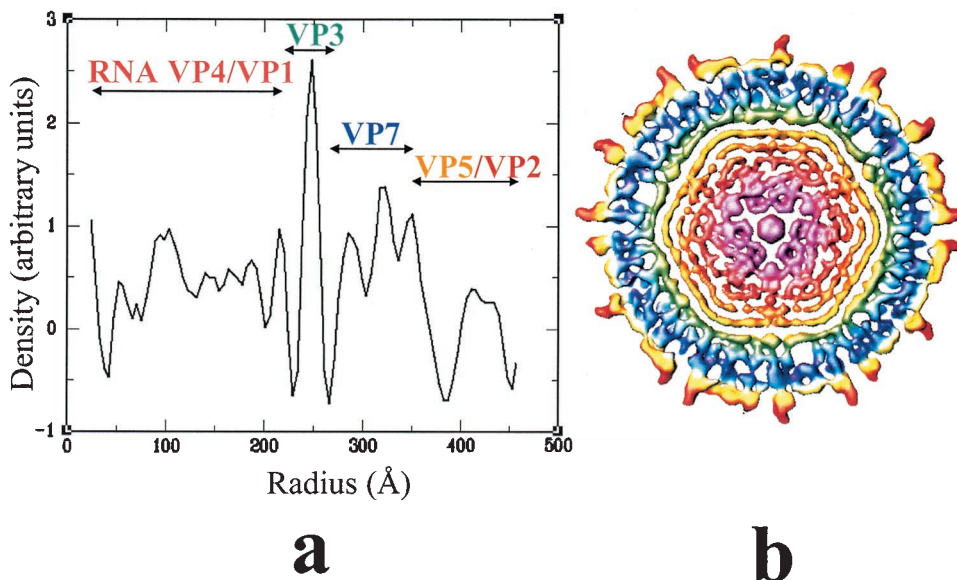 3
VP3
RNA VP4/VP1
2
VP7
VP5/VP2
1
0
-1
0 100 200 300 400 500
Density (arbitrary units)
Radius (Å)
a b